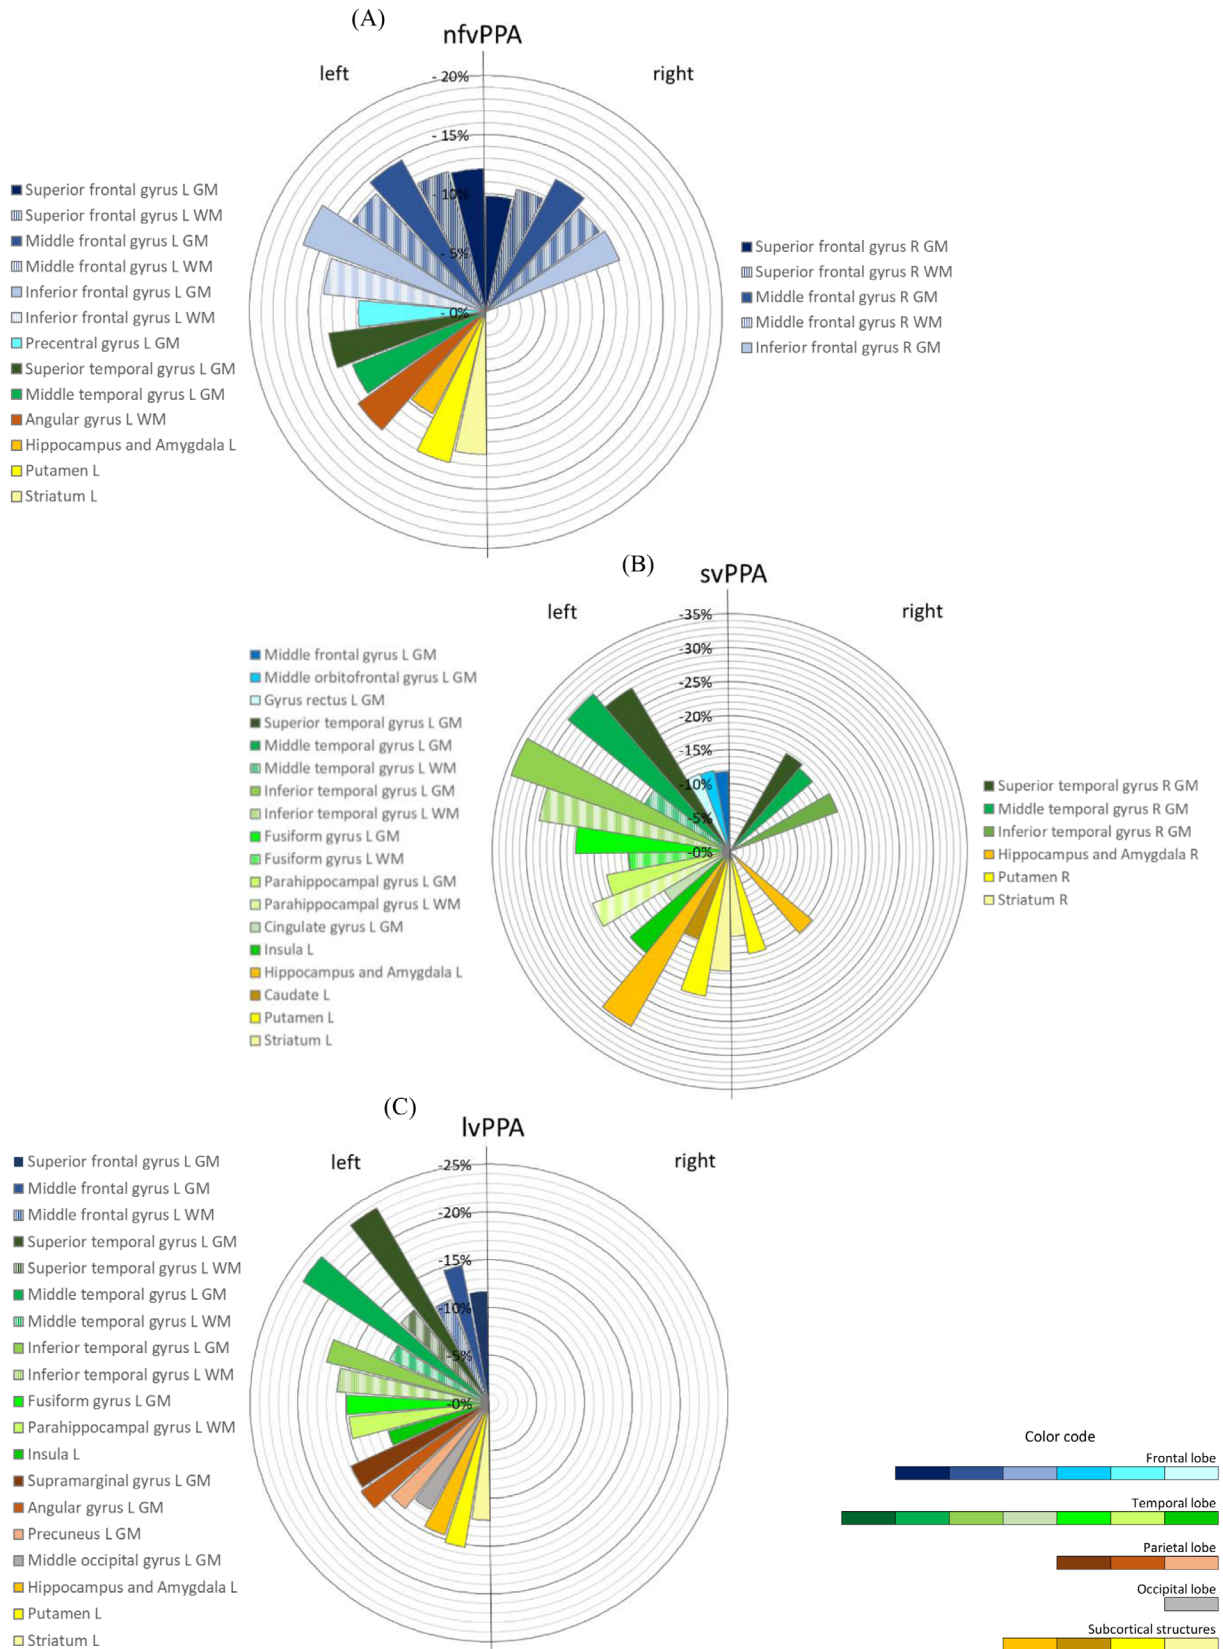 (A)
nfvPPA
left
right
- 20%
- 15%
- 10%
- 5%
- 0%
Superior frontal gyrus L GM
Superior frontal gyrus L WM
Middle frontal gyrus L GM
Middle frontal gyrus L WM
Inferior frontal gyrus L GM
Inferior frontal gyrus L WM
Precentral gyrus L GM
Superior temporal gyrus L GM
Middle temporal gyrus L GM
Angular gyrus L WM
Hippocampus and Amygdala L
Putamen L
Striatum L
Superior frontal gyrus R GM
Superior frontal gyrus R WM
Middle frontal gyrus R GM
Middle frontal gyrus R WM
Inferior frontal gyrus R GM
(B)
svPPA
left
right
-35%
-30%
-25%
-20%
-15%
-10%
-5%
-0%
Middle frontal gyrus L GM
Middle orbitofrontal gyrus L GM
Gyrus rectus L GM
Superior temporal gyrus L GM
Middle temporal gyrus L GM
Middle temporal gyrus L WM
Inferior temporal gyrus L GM
Inferior temporal gyrus L WM
Fusiform gyrus L GM
Fusiform gyrus L WM
Parahippocampal gyrus L GM
Parahippocampal gyrus L WM
Cingulate gyrus L GM
Insula L
Hippocampus and Amygdala L
Caudate L
Putamen L
Striatum L
Superior temporal gyrus R GM
Middle temporal gyrus R GM
Inferior temporal gyrus R GM
Hippocampus and Amygdala R
Putamen R
Striatum R
(C)
lvPPA
left
right
-25%
-20%
-15%
-10%
-5%
-0%
Superior frontal gyrus L GM
Middle frontal gyrus L GM
Middle frontal gyrus L WM
Superior temporal gyrus L GM
Superior temporal gyrus L WM
Middle temporal gyrus L GM
Middle temporal gyrus L WM
Inferior temporal gyrus L GM
Inferior temporal gyrus L WM
Fusiform gyrus L GM
Parahippocampal gyrus L WM
Insula L
Supramarginal gyrus L GM
Angular gyrus L GM
Precuneus L GM
Middle occipital gyrus L GM
Hippocampus and Amygdala L
Putamen L
Striatum L
Color code
Frontal lobe
Temporal lobe
Parietal lobe
Occipital lobe
Subcortical structures